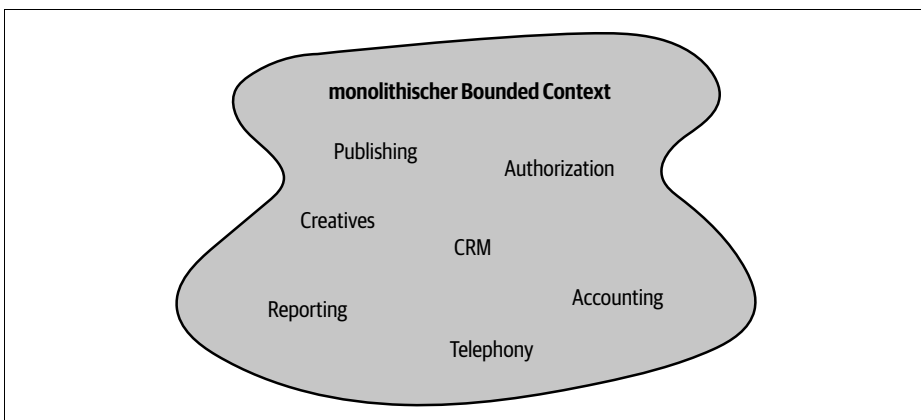 monolithischer Bounded Context
Publishing
Authorization
Creatives
CRM
Accounting
Reporting
Telephony